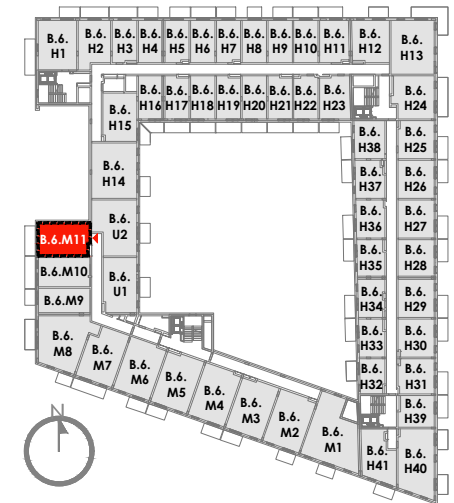 B.6.
H1
B.6.
H2
B.6.
H3
B.6.
H4
B.6.
H5
B.6.
H6
B.6.
H7
B.6.
H8
B.6.
H9
B.6.
H10
B.6.
H11
B.6.
H12
B.6.
H13
B.6.
H16
B.6.
H17
B.6.
H18
B.6.
H19
B.6.
H20
B.6.
H21
B.6.
H22
B.6.
H23
B.6.
H24
B.6.
H15
B.6.
H38
B.6.
H25
B.6.
H14
B.6.
H37
B.6.
H26
B.6.
U2
B.6.
H36
B.6.
H27
B.6.M11
B.6.
H35
B.6.
H28
B.6.M10
B.6.
U1
B.6.
H34
B.6.
H29
B.6.M9
B.6.
M8
B.6.
M7
B.6.
M6
B.6.
M5
B.6.
M4
B.6.
M3
B.6.
M2
B.6.
M1
B.6.
H33
B.6.
H30
B.6.
H32
B.6.
H31
B.6.
H39
B.6.
H41
B.6.
H40
N